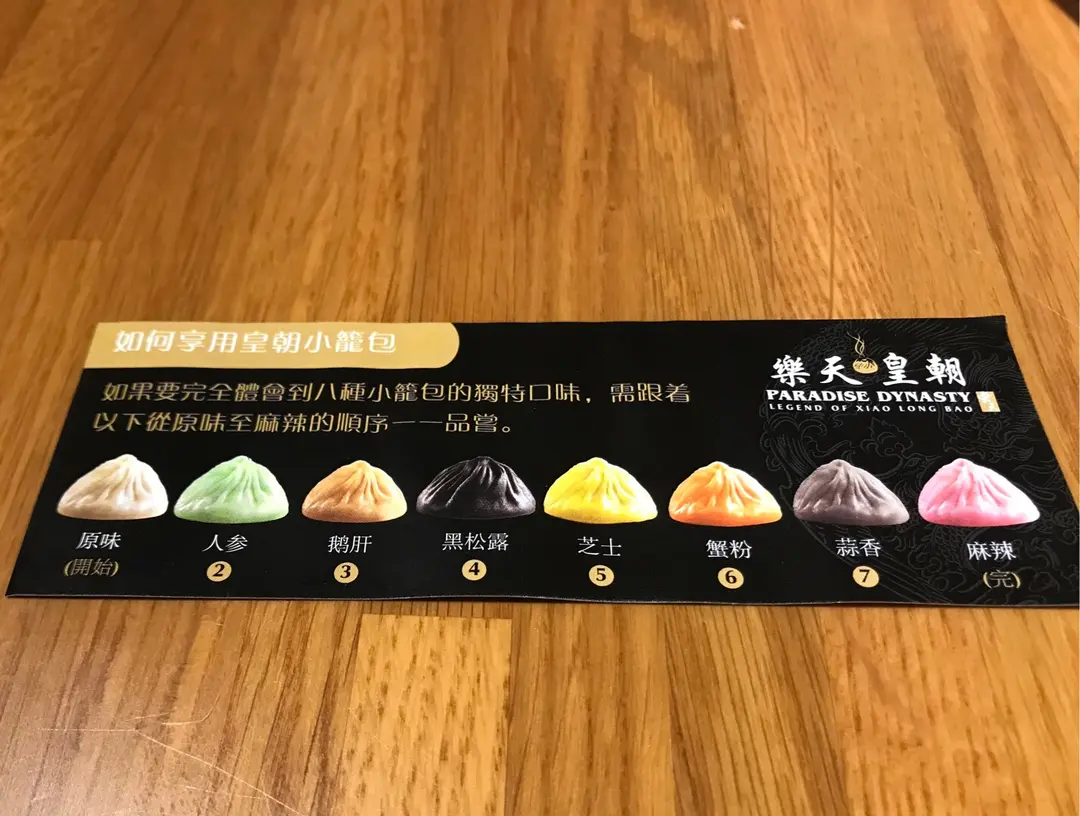 如何享用皇朝小籠包
樂天皇朝
PARADISE DYNASTY
LEGEND OF XIAO LONG BAO
如果要完全體會到八種小籠包的獨特口味，需跟着
以下從原味至麻辣的順序一一品嘗。
原味 人参 鹅肝 黑松露 芝士 蟹粉 蒜香 麻辣
(開始) 2 3 4 5 6 7 (完)